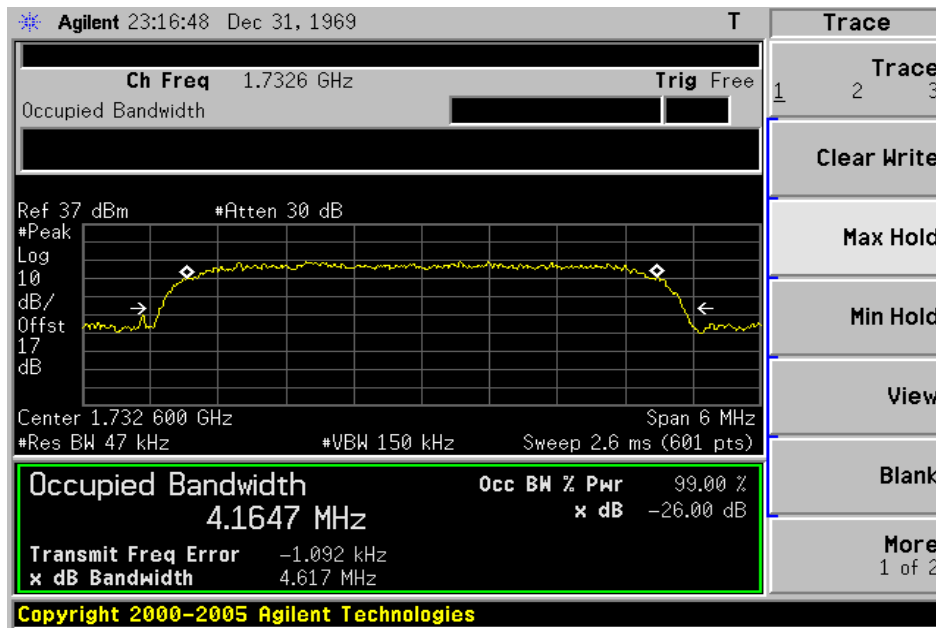 Agilent 23:16:48 Dec 31, 1969 T Trace
Ch Freq 1.7326 GHz Trig Free
Occupied Bandwidth
Trace
1 2 3
Clear Write
Max Hold
Min Hold
View
Blank
More
1 of 2
Ref 37 dBm #Atten 30 dB
#Peak
Log
10
dB/
Offst
17
dB
Center 1.732 600 GHz Span 6 MHz
#Res BW 47 kHz #VBW 150 kHz Sweep 2.6 ms (601 pts)
Occupied Bandwidth
4.1647 MHz
Occ BW % Pwr 99.00 %
x dB -26.00 dB
Transmit Freq Error -1.092 kHz
x dB Bandwidth 4.617 MHz
Copyright 2000-2005 Agilent Technologies